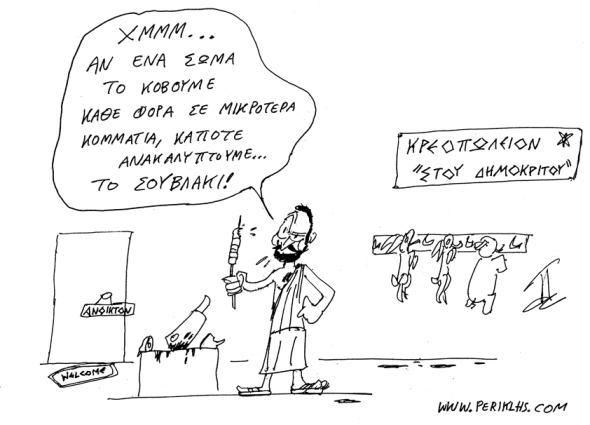 ΧΜΜΜ...
ΑΝ ΕΝΑ ΣΩΜΑ
ΤΟ ΚΟΒΟΥΜΕ
ΚΑΘΕ ΦΟΡΑ ΣΕ ΜΙΚΡΟΤΕΡΑ
ΚΟΜΜΑΤΙΑ, ΚΑΠΟΤΕ
ΑΝΑΚΑΛΥΠΤΟΥΜΕ...
ΤΟ ΣΟΥΒΛΑΚΙ!
ΚΡΕΟΠΩΛΕΙΟΝ
"ΣΤΟΥ ΔΗΜΟΚΡΙΤΟΥ"
ΑΝΟΙΚΤΟΝ
WELCOME
WWW.PERIKLHS.COM